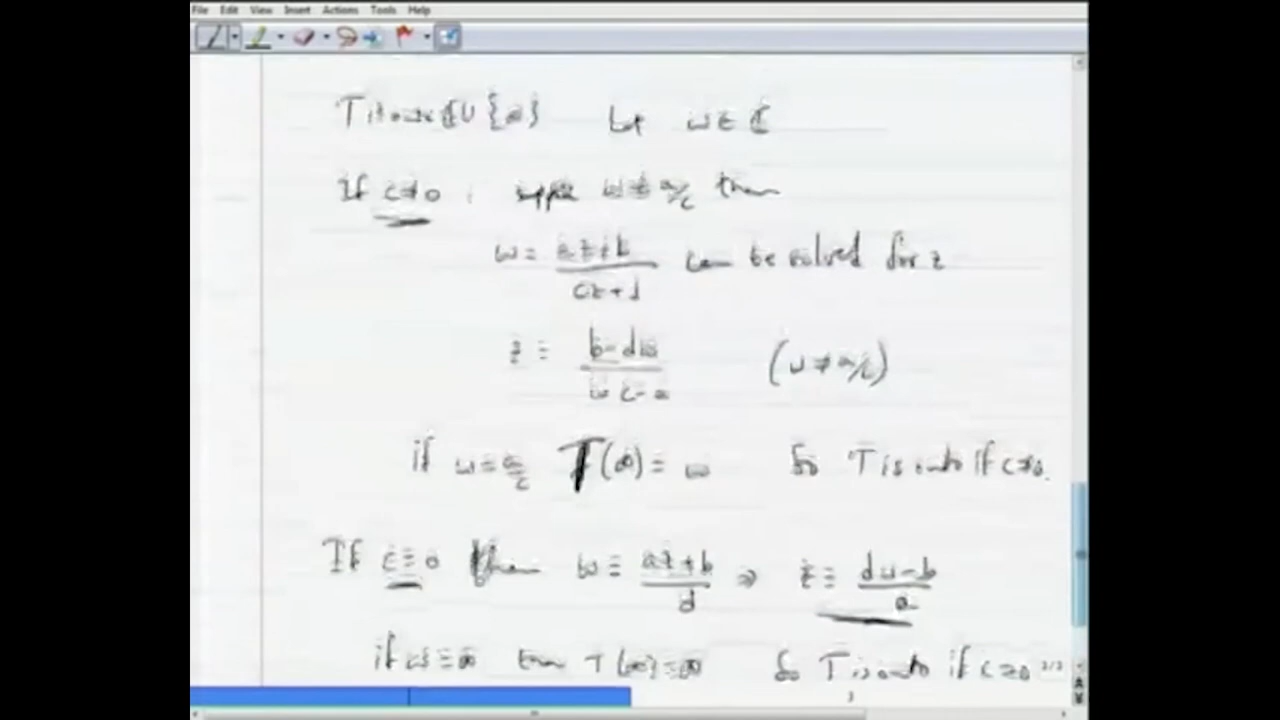 File Edit View Insert Actions Tools Help
T is onto ℂ∪{∞} Let w∈ℂ
If c≠0 : suppose w≠a/c then
w = (az+b)/(cz+d) can be solved for z
z = (b-dw)/(wc-a) (w≠a/c)
if w=a/c T(∞)=w So T is onto if c≠0.
If c=0 then w = (az+b)/d ⇒ z = (dw-b)/a
if w=∞ then T(∞)=∞ So T is onto if c=0 2/2